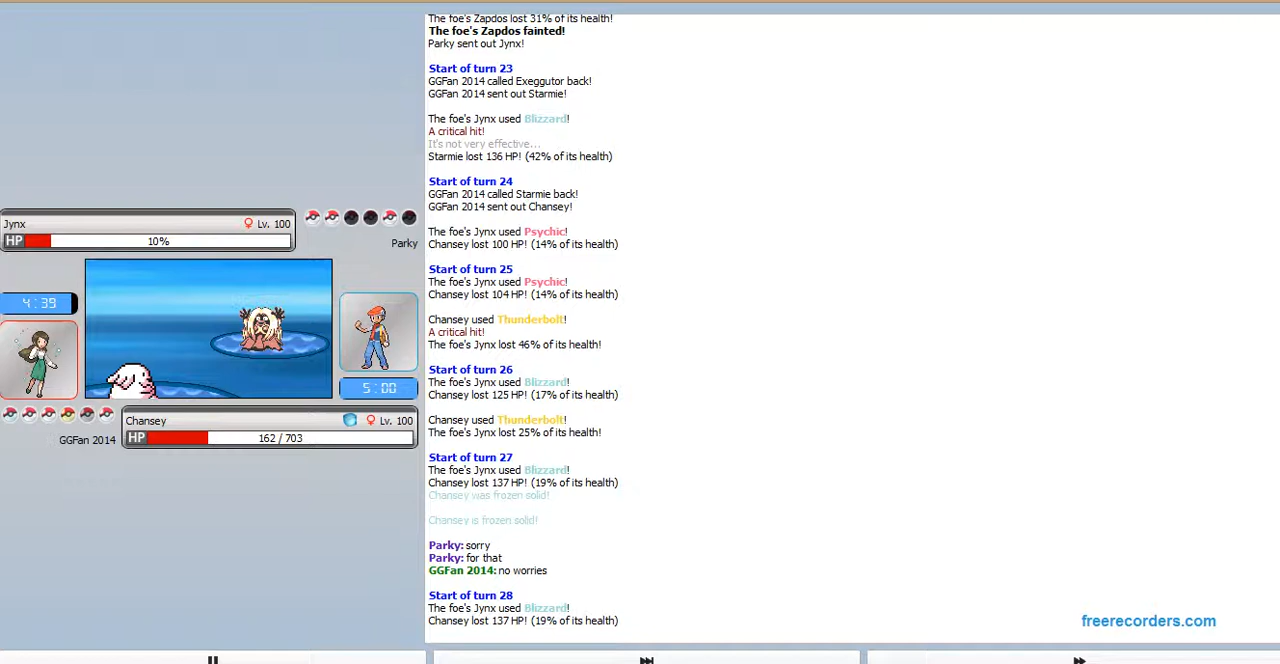 The foe's Zapdos lost 31% of its health!
The foe's Zapdos fainted!
Parky sent out Jynx!
Start of turn 23
GGFan 2014 called Exeggutor back!
GGFan 2014 sent out Starmie!
The foe's Jynx used Blizzard!
A critical hit!
It's not very effective...
Starmie lost 136 HP! (42% of its health)
Start of turn 24
GGFan 2014 called Starmie back!
GGFan 2014 sent out Chansey!
The foe's Jynx used Psychic!
Chansey lost 100 HP! (14% of its health)
Start of turn 25
The foe's Jynx used Psychic!
Chansey lost 104 HP! (14% of its health)
Chansey used Thunderbolt!
A critical hit!
The foe's Jynx lost 46% of its health!
Start of turn 26
The foe's Jynx used Blizzard!
Chansey lost 125 HP! (17% of its health)
Chansey used Thunderbolt!
The foe's Jynx lost 25% of its health!
Start of turn 27
The foe's Jynx used Blizzard!
Chansey lost 137 HP! (19% of its health)
Chansey was frozen solid!
Chansey is frozen solid!
Parky: sorry
Parky: for that
GGFan 2014: no worries
Start of turn 28
The foe's Jynx used Blizzard!
Chansey lost 137 HP! (19% of its health)
Jynx ♀ Lv. 100
HP 10%
Parky
4:39
5:00
Chansey ♀ Lv. 100
HP 162 / 703
GGFan 2014
freerecorders.com